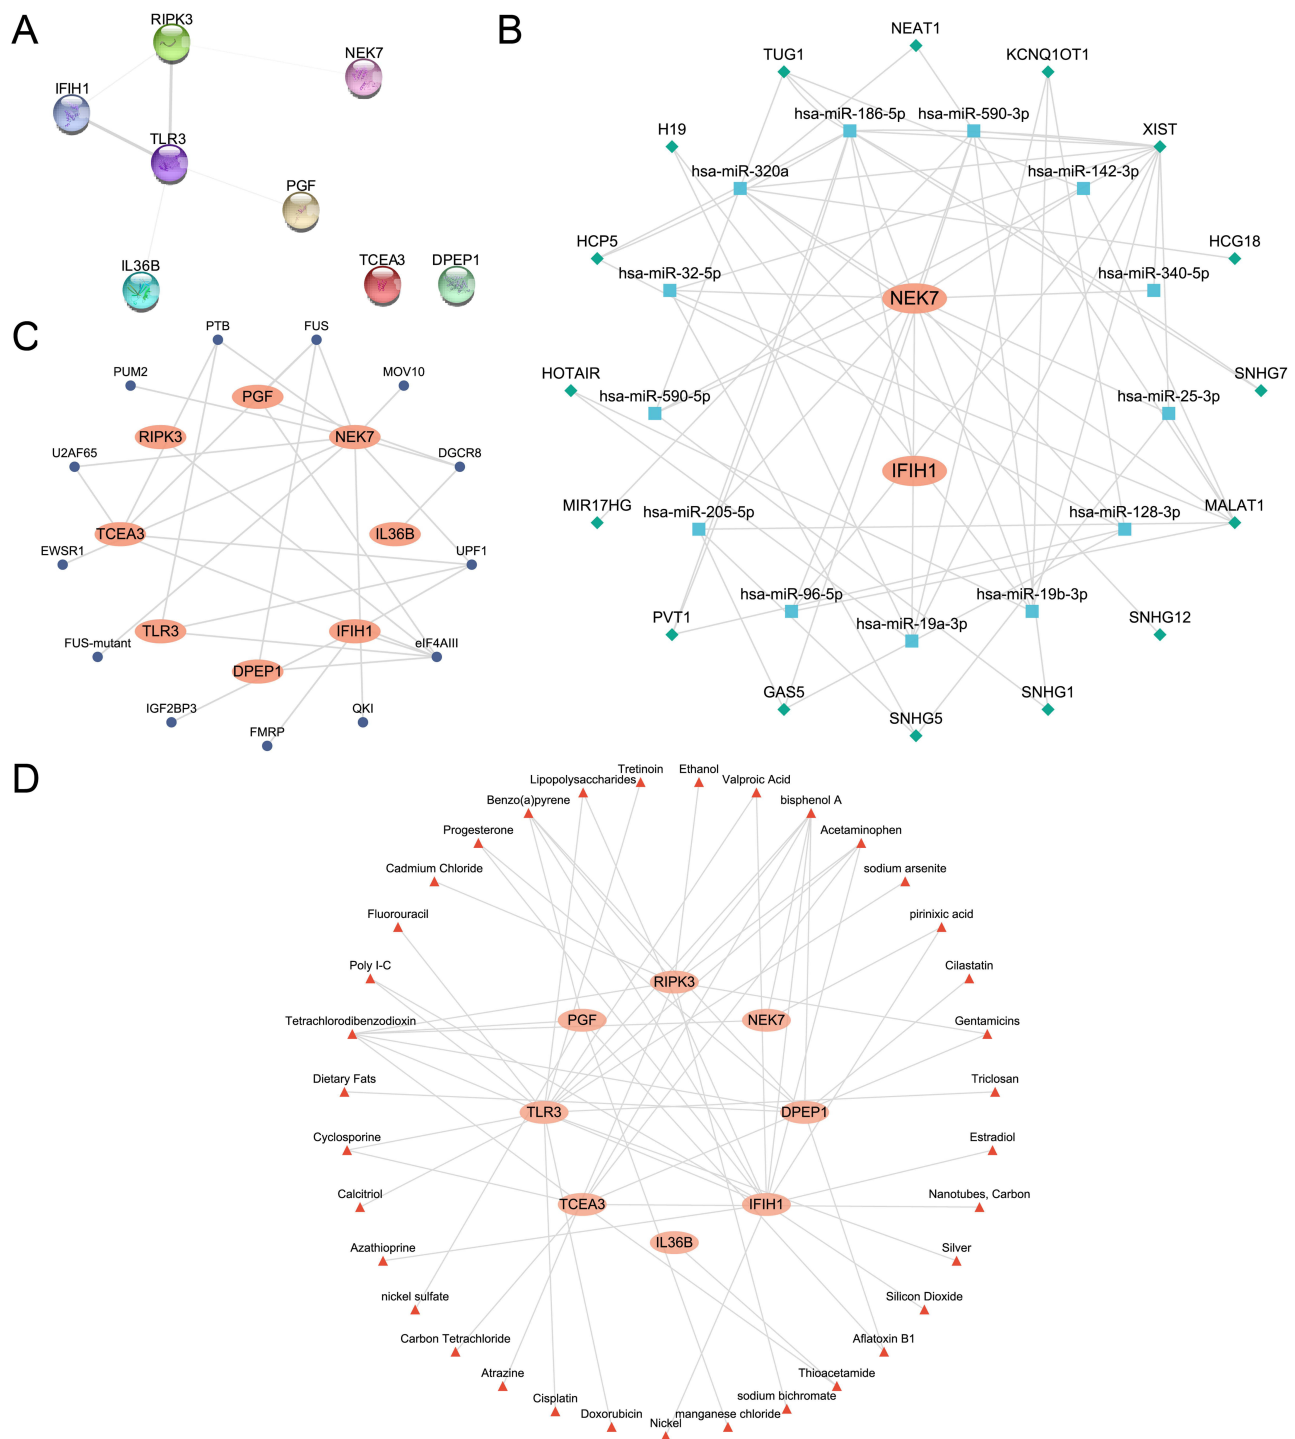 A
RIPK3
NEK7
IFIH1
TLR3
PGF
IL36B
TCEA3
DPEP1
B
NEAT1
TUG1
KCNQ1OT1
hsa-miR-186-5p
hsa-miR-590-3p
H19
XIST
hsa-miR-320a
hsa-miR-142-3p
HCP5
HCG18
hsa-miR-32-5p
hsa-miR-340-5p
NEK7
HOTAIR
SNHG7
hsa-miR-590-5p
hsa-miR-25-3p
IFIH1
MIR17HG
MALAT1
hsa-miR-205-5p
hsa-miR-128-3p
hsa-miR-96-5p
hsa-miR-19b-3p
PVT1
hsa-miR-19a-3p
SNHG12
GAS5
SNHG1
SNHG5
C
PTB
FUS
PUM2
MOV10
PGF
RIPK3
NEK7
U2AF65
DGCR8
TCEA3
IL36B
EWSR1
UPF1
TLR3
IFIH1
FUS-mutant
eIF4AIII
DPEP1
IGF2BP3
QKI
FMRP
D
Tretinoin
Ethanol
Lipopolysaccharides
Valproic Acid
Benzo(a)pyrene
bisphenol A
Progesterone
Acetaminophen
Cadmium Chloride
sodium arsenite
Fluorouracil
pirinixic acid
Poly I-C
Cilastatin
RIPK3
Tetrachlorodibenzodioxin
PGF
NEK7
Gentamicins
Dietary Fats
Triclosan
TLR3
DPEP1
Cyclosporine
Estradiol
Calcitriol
Nanotubes, Carbon
TCEA3
IFIH1
Azathioprine
IL36B
Silver
nickel sulfate
Silicon Dioxide
Carbon Tetrachloride
Aflatoxin B1
Atrazine
Thioacetamide
Cisplatin
sodium bichromate
Doxorubicin
manganese chloride
Nickel